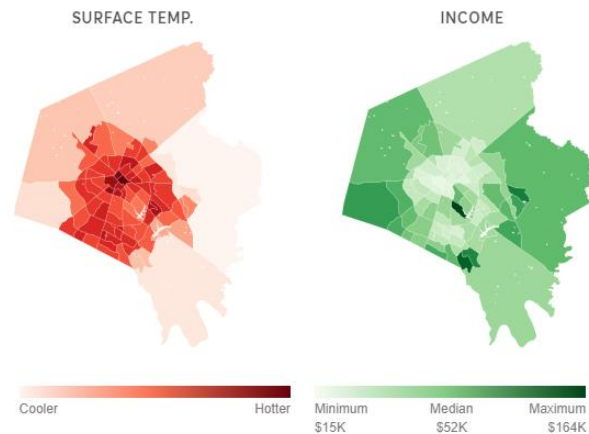 SURFACE TEMP.
INCOME
Cooler
Hotter
Minimum
$15K
Median
$52K
Maximum
$164K